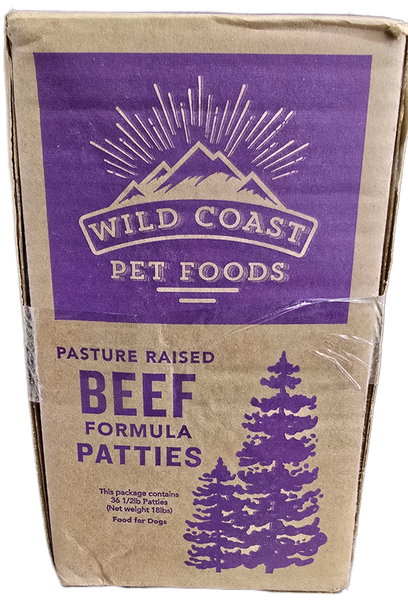 WILD COAST
PET FOODS
PASTURE RAISED
BEEF
FORMULA
PATTIES
This package contains
36 1/2lb Patties
(Net weight 18lbs)
Food for Dogs